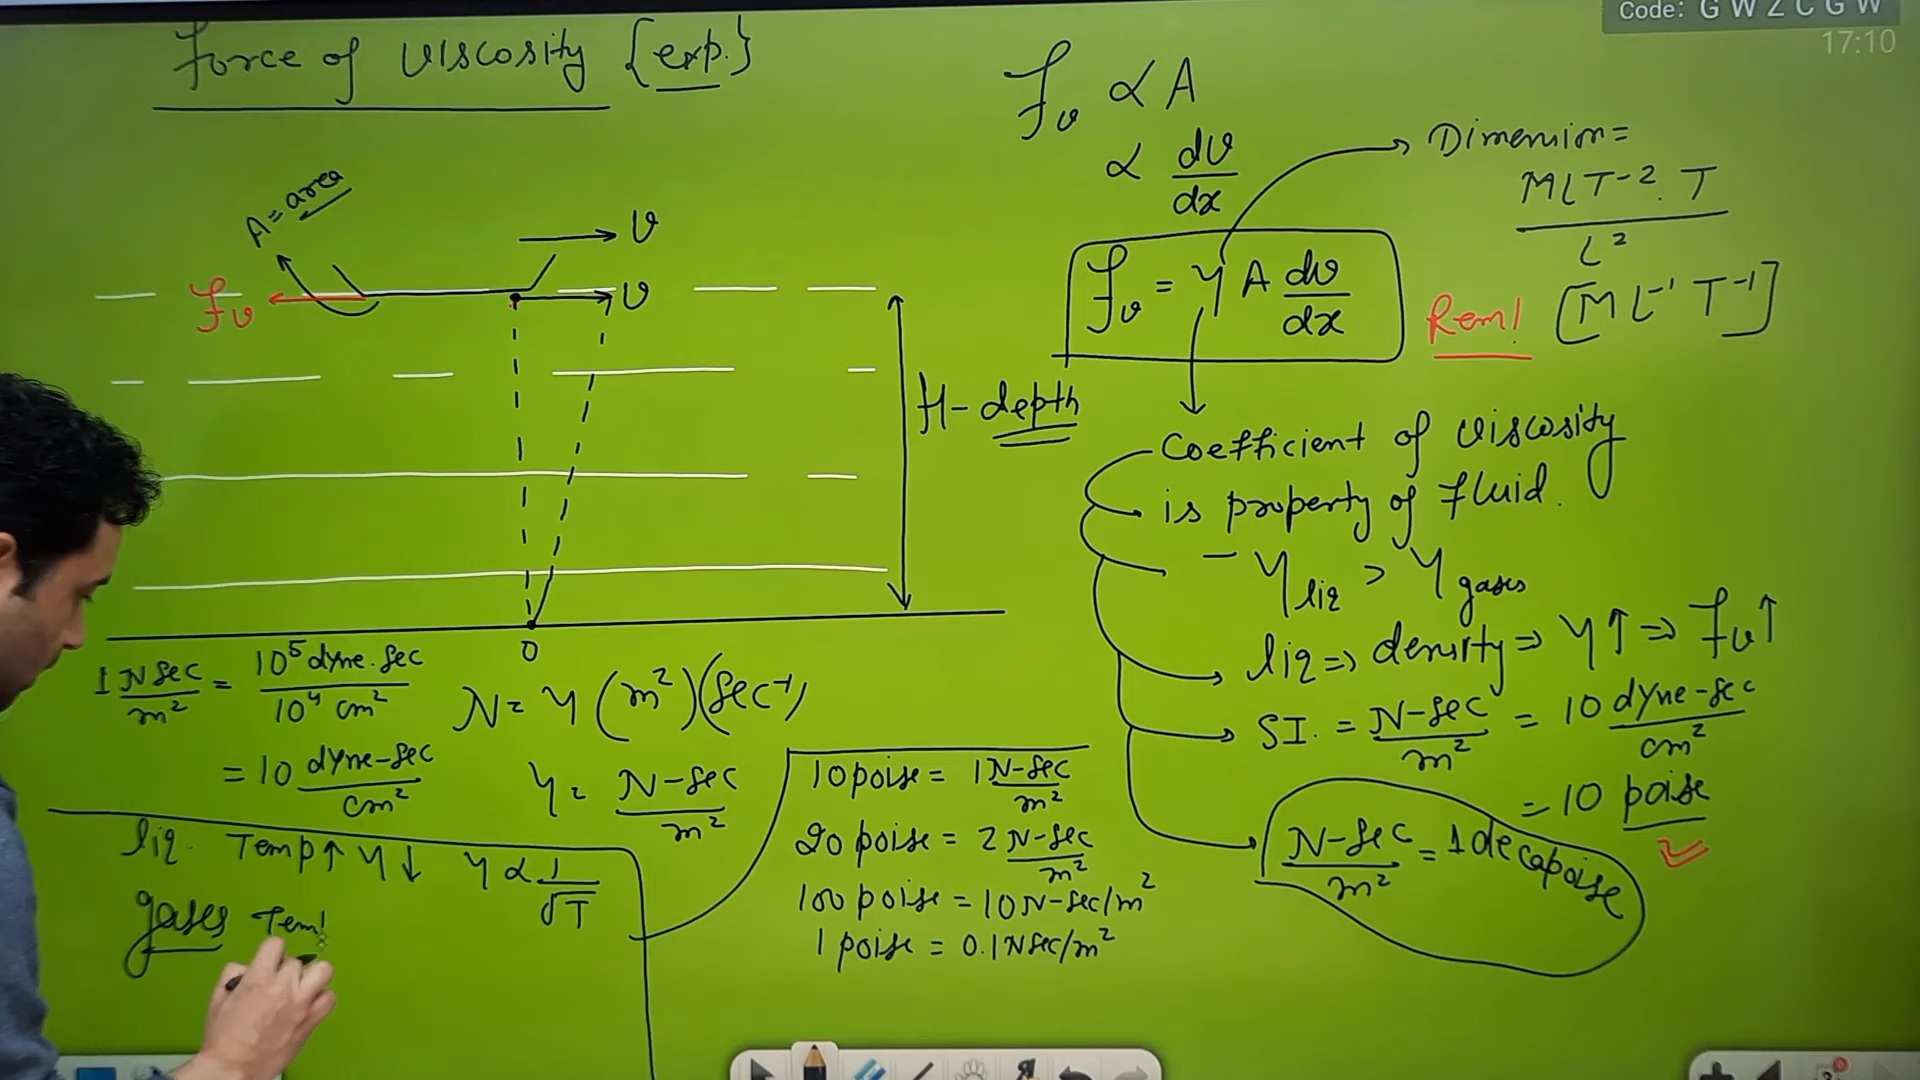 Code: G W Z C G W
17:10
Force of viscosity {exp.}
A = area
v
v
Fv
H - depth
0
Fv ∝ A
∝ dv/dx
Fv = η A dv/dx
Dimension =
MLT⁻² . T / L²
Rem! [M L⁻¹ T⁻¹]
Coefficient of viscosity
is property of fluid.
- η liq > η gases
liq ⇒ density ⇒ η↑ ⇒ Fv↑
SI. = N-sec/m² = 10 dyne-sec/cm²
= 10 poise
N-sec/m² = 1 decapoise
1 N sec/m² = 10⁵ dyne.sec / 10⁴ cm²
= 10 dyne-sec/cm²
N = η (m²)(sec⁻¹)
η = N-sec/m²
10 poise = 1 N-sec/m²
20 poise = 2 N-sec/m²
100 poise = 10 N-sec/m²
1 poise = 0.1 N sec/m²
liq. Temp↑ η↓ η ∝ 1/√T
gases Tem